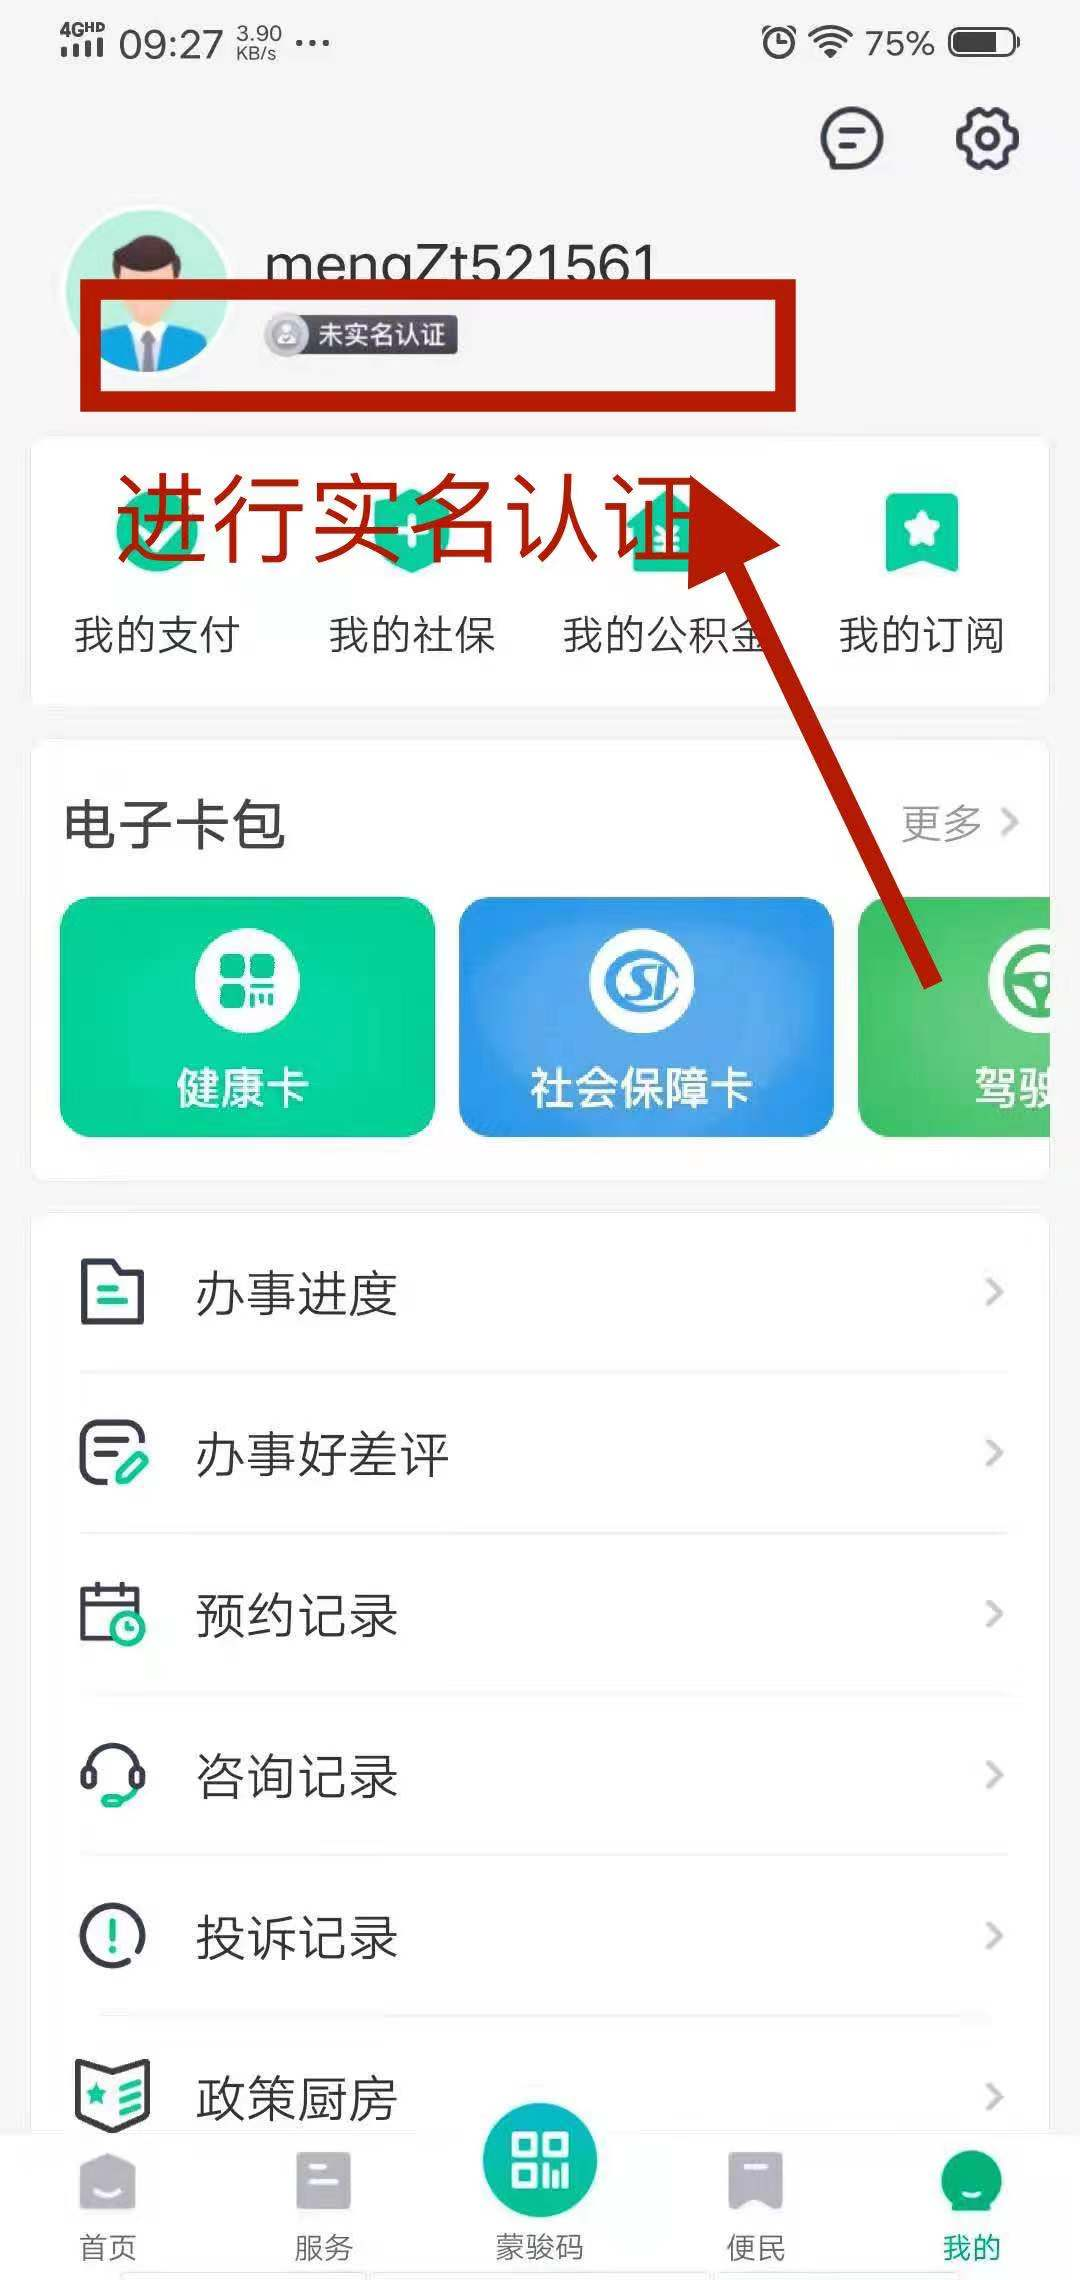 4GHD 09:27 3.90 KB/s ... 75%
mengZt521561
未实名认证
进行实名认证
我的支付 我的社保 我的公积金 我的订阅
电子卡包 更多
健康卡 社会保障卡 驾驶
办事进度
办事好差评
预约记录
咨询记录
投诉记录
政策厨房
首页 服务 蒙骏码 便民 我的